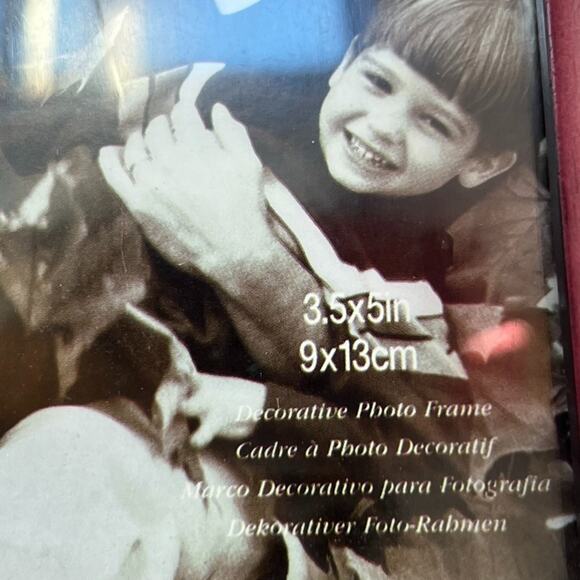 3.5x5in
9x13cm
Decorative Photo Frame
Cadre à Photo Decoratif
Marco Decorativo para Fotografia
Dekorativer Foto-Rahmen